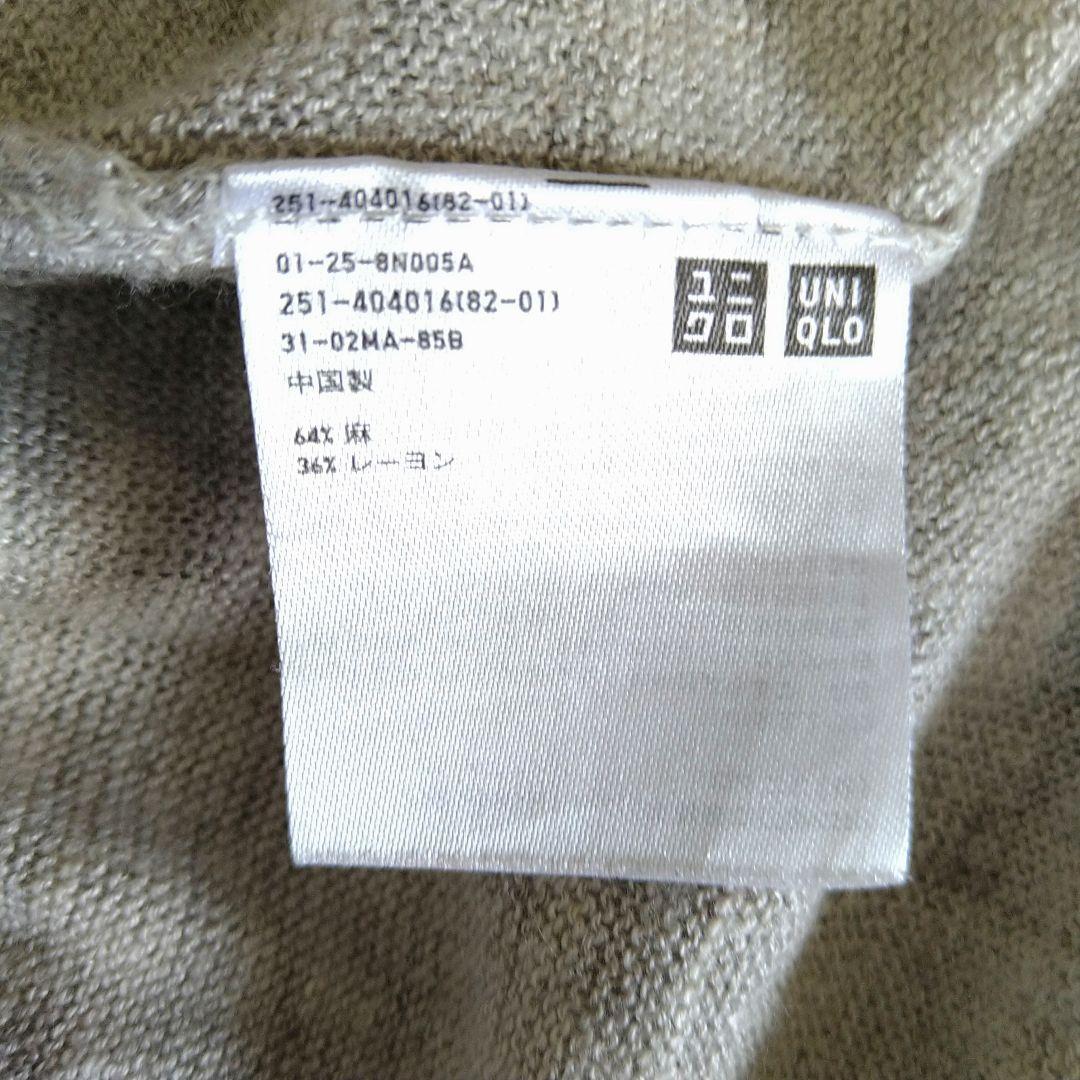 251-404016(82-01)
01-25-8N005A
251-404016(82-01)
31-02MA-85B
中国製
64% 麻
36% レーヨン
ユニ
クロ
UNI
QLO